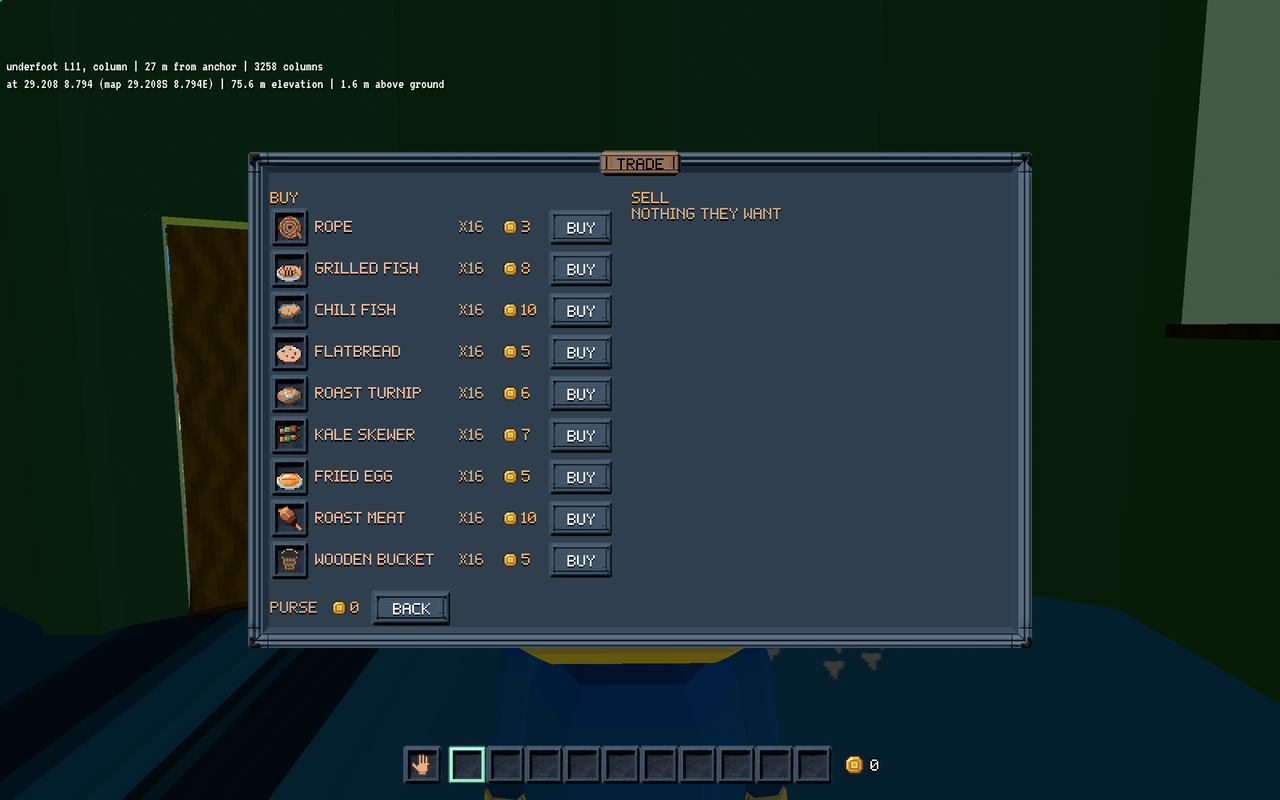 underfoot L11, column | 27 m from anchor | 3258 columns
at 29.208 8.794 (map 29.208S 8.794E) | 75.6 m elevation | 1.6 m above ground
TRADE
BUY
ROPE X16 3 BUY
GRILLED FISH X16 8 BUY
CHILI FISH X16 10 BUY
FLATBREAD X16 5 BUY
ROAST TURNIP X16 6 BUY
KALE SKEWER X16 7 BUY
FRIED EGG X16 5 BUY
ROAST MEAT X16 10 BUY
WOODEN BUCKET X16 5 BUY
PURSE 0 BACK
SELL
NOTHING THEY WANT
0